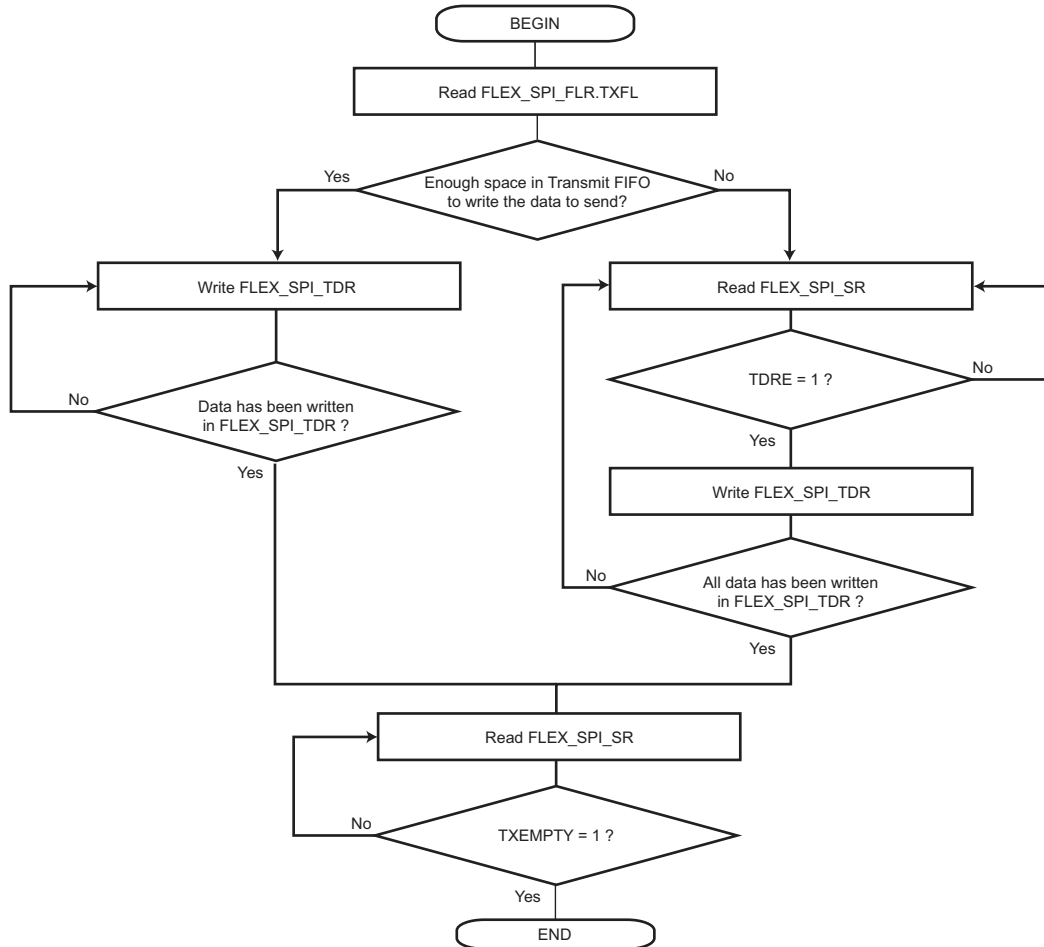 BEGIN
Read FLEX_SPI_FLR.TXFL
Yes
Enough space in Transmit FIFO
to write the data to send?
No
Write FLEX_SPI_TDR
Read FLEX_SPI_SR
No
Data has been written
in FLEX_SPI_TDR ?
Yes
TDRE = 1 ?
No
Yes
Write FLEX_SPI_TDR
No
All data has been written
in FLEX_SPI_TDR ?
Yes
Read FLEX_SPI_SR
No
TXEMPTY = 1 ?
Yes
END